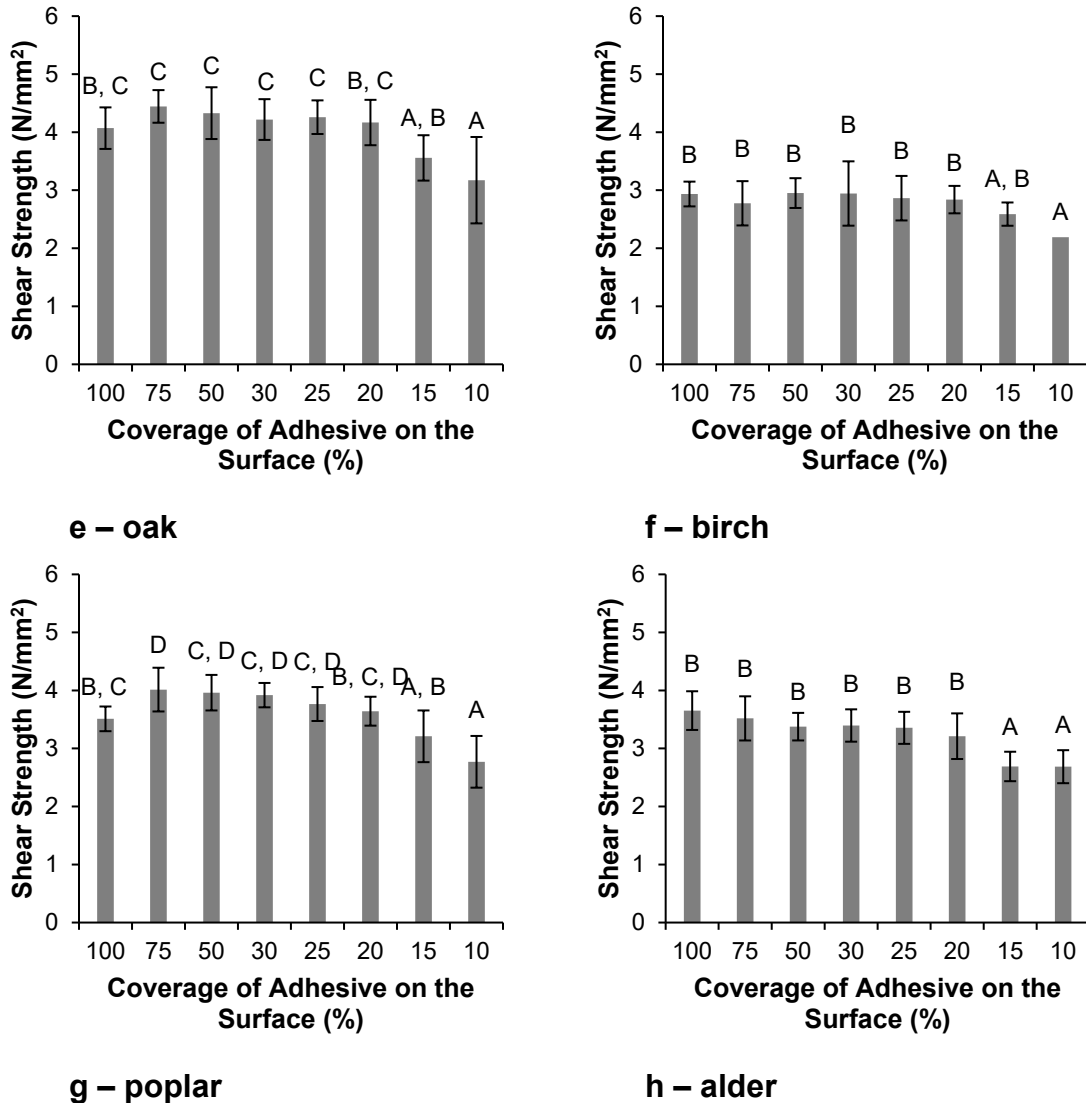 Shear Strength (N/mm²)
6
5
4
3
2
1
0
B, C
C
C
C
C
B, C
A, B
A
100 75 50 30 25 20 15 10
Coverage of Adhesive on the
Surface (%)
e – oak
Shear Strength (N/mm²)
6
5
4
3
2
1
0
B
B
B
B
B
B
A, B
A
100 75 50 30 25 20 15 10
Coverage of Adhesive on the
Surface (%)
f – birch
Shear Strength (N/mm²)
6
5
4
3
2
1
0
B, C
D
C, D
C, D
C, D
B, C, D
A, B
A
100 75 50 30 25 20 15 10
Coverage of Adhesive on the
Surface (%)
g – poplar
Shear Strength (N/mm²)
6
5
4
3
2
1
0
B
B
B
B
B
B
A
A
100 75 50 30 25 20 15 10
Coverage of Adhesive on the
Surface (%)
h – alder